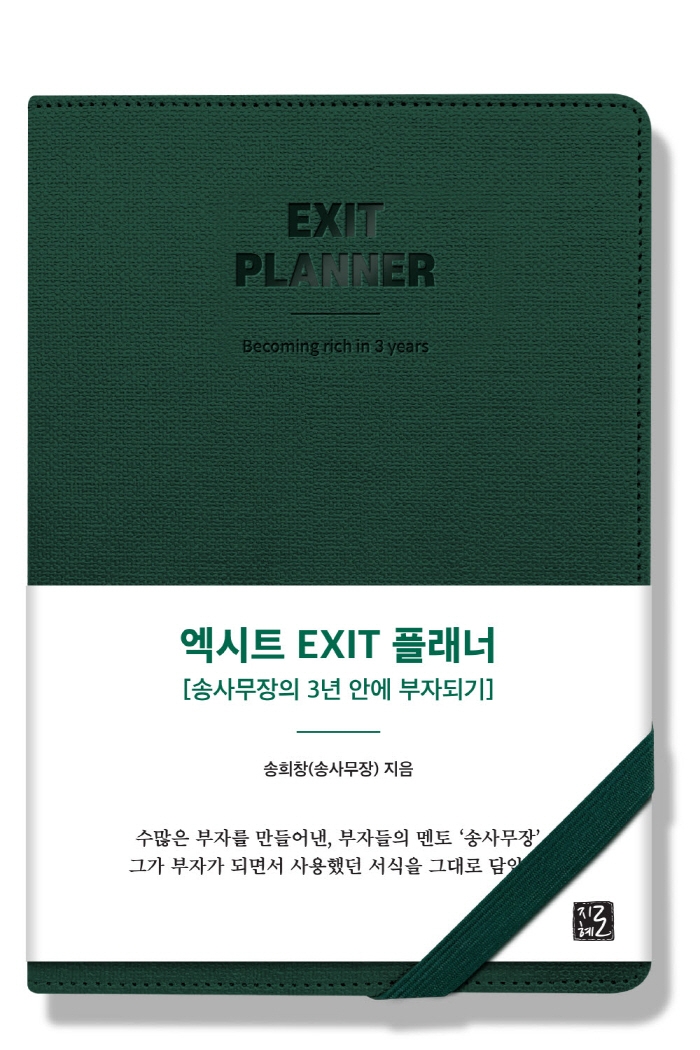 EXIT
PLANNER
Becoming rich in 3 years
엑시트 EXIT 플래너
[송사무장의 3년 안에 부자되기]
송희창(송사무장) 지음
수많은 부자를 만들어낸, 부자들의 멘토 ‘송사무장’
그가 부자가 되면서 사용했던 서식을 그대로
지혜로